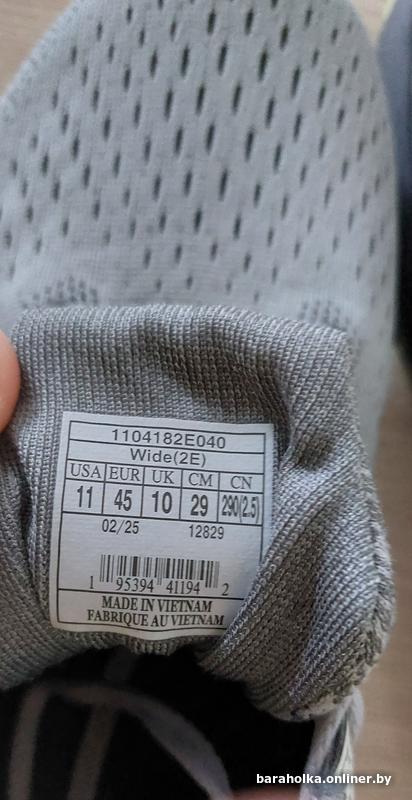 1104182E040
Wide(2E)
USA EUR UK CM CN
11 45 10 29 290(2.5)
02/25 12829
1 95394 41194 2
MADE IN VIETNAM
FABRIQUE AU VIETNAM
baraholka.onliner.by